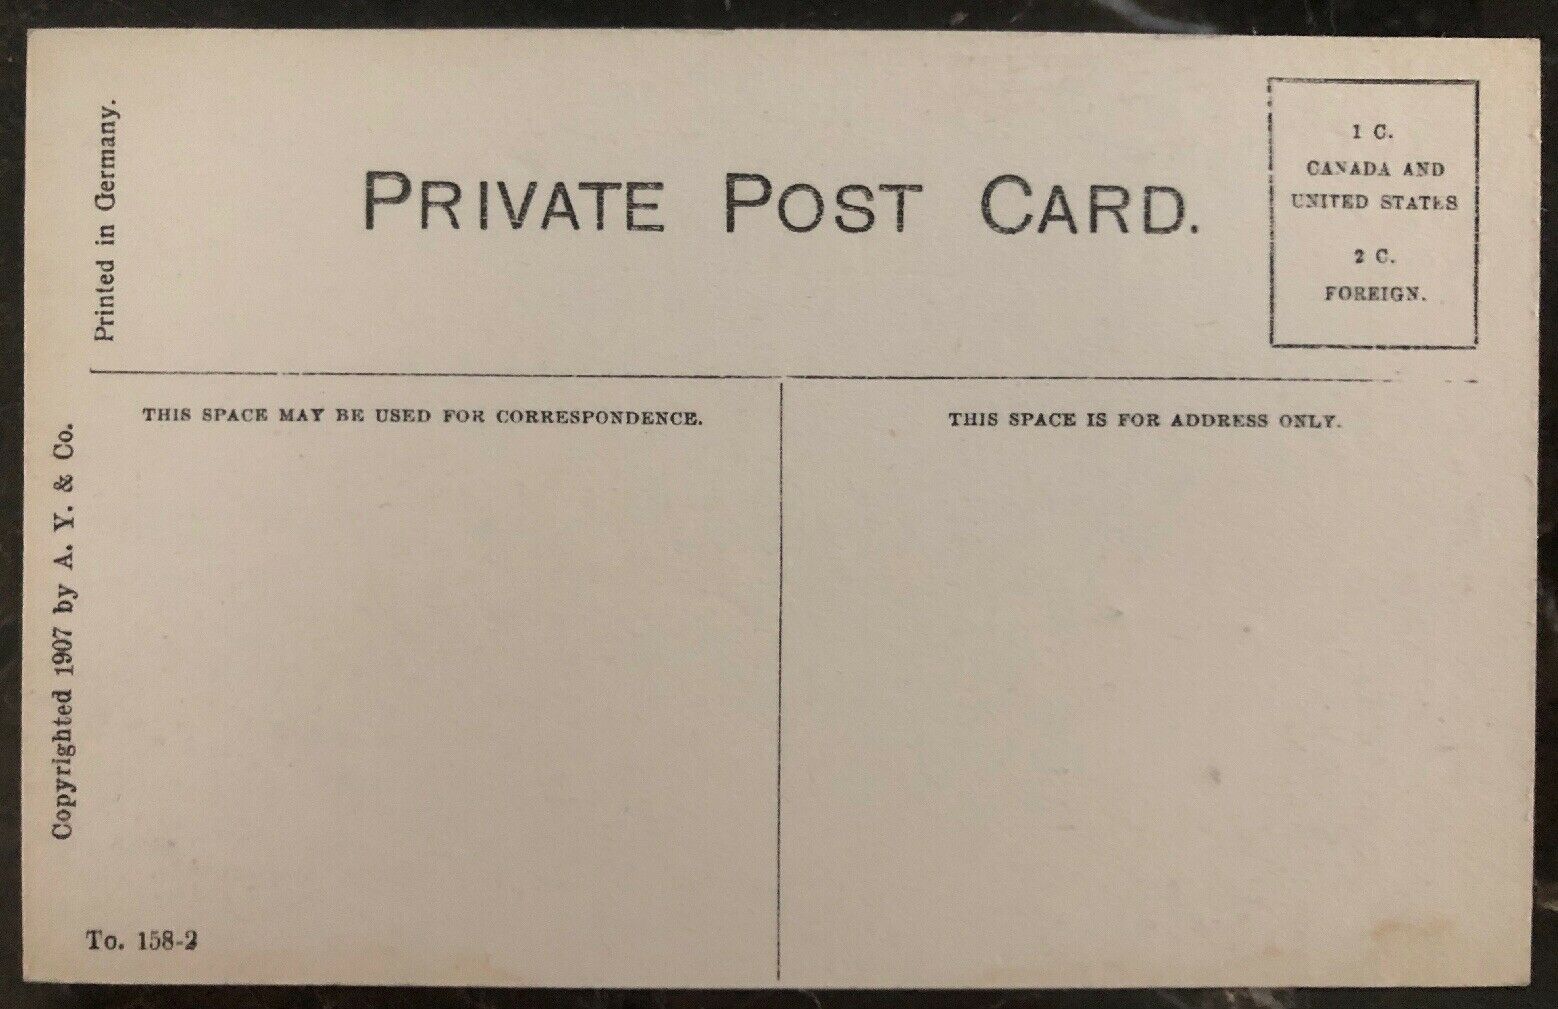 PRIVATE POST CARD.
1 C.
CANADA AND
UNITED STATES
2 C.
FOREIGN.
Printed in Germany.
THIS SPACE MAY BE USED FOR CORRESPONDENCE.
THIS SPACE IS FOR ADDRESS ONLY.
Copyrighted 1907 by A. Y. & Co.
To. 158-2